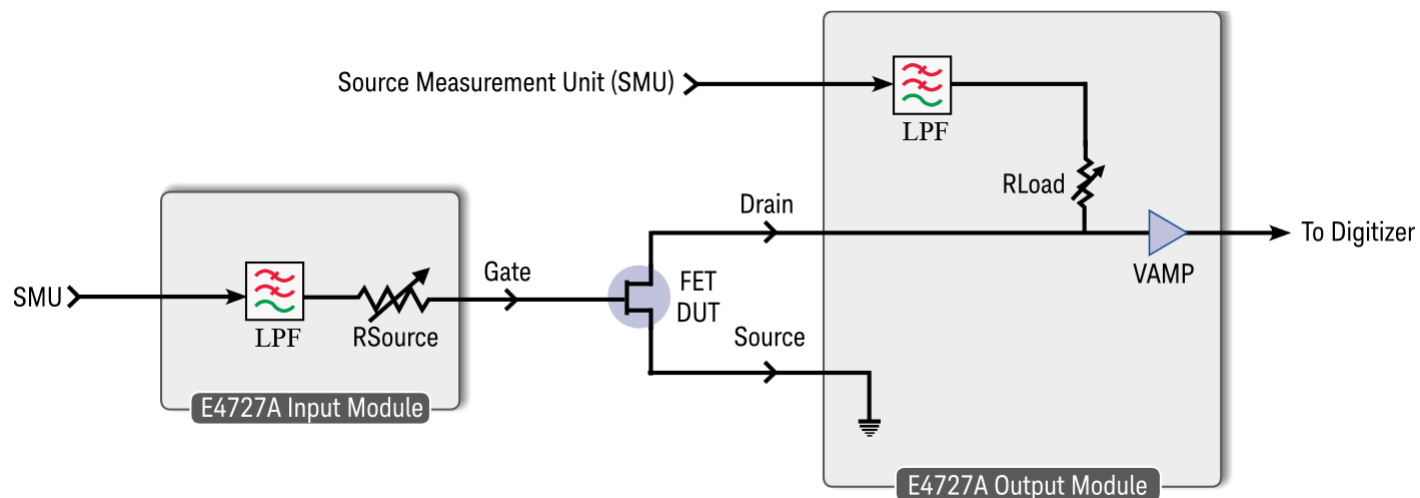 Source Measurement Unit (SMU)
LPF
RLoad
Drain
To Digitizer
VAMP
Gate
FET
DUT
SMU
LPF
RSource
Source
E4727A Input Module
E4727A Output Module